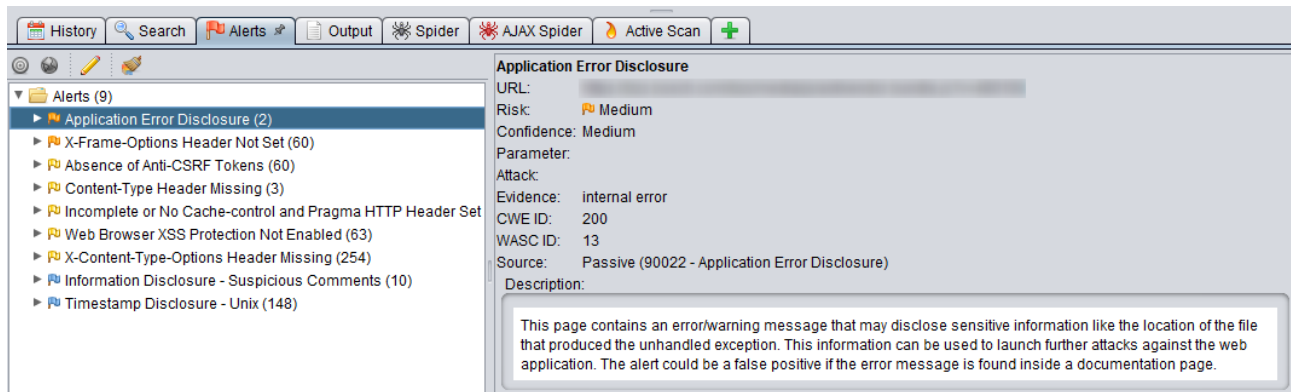 History Search Alerts Output Spider AJAX Spider Active Scan
Alerts (9)
Application Error Disclosure (2)
X-Frame-Options Header Not Set (60)
Absence of Anti-CSRF Tokens (60)
Content-Type Header Missing (3)
Incomplete or No Cache-control and Pragma HTTP Header Set
Web Browser XSS Protection Not Enabled (63)
X-Content-Type-Options Header Missing (254)
Information Disclosure - Suspicious Comments (10)
Timestamp Disclosure - Unix (148)
Application Error Disclosure
URL:
Risk: Medium
Confidence: Medium
Parameter:
Attack:
Evidence: internal error
CWE ID: 200
WASC ID: 13
Source: Passive (90022 - Application Error Disclosure)
Description:
This page contains an error/warning message that may disclose sensitive information like the location of the file
that produced the unhandled exception. This information can be used to launch further attacks against the web
application. The alert could be a false positive if the error message is found inside a documentation page.